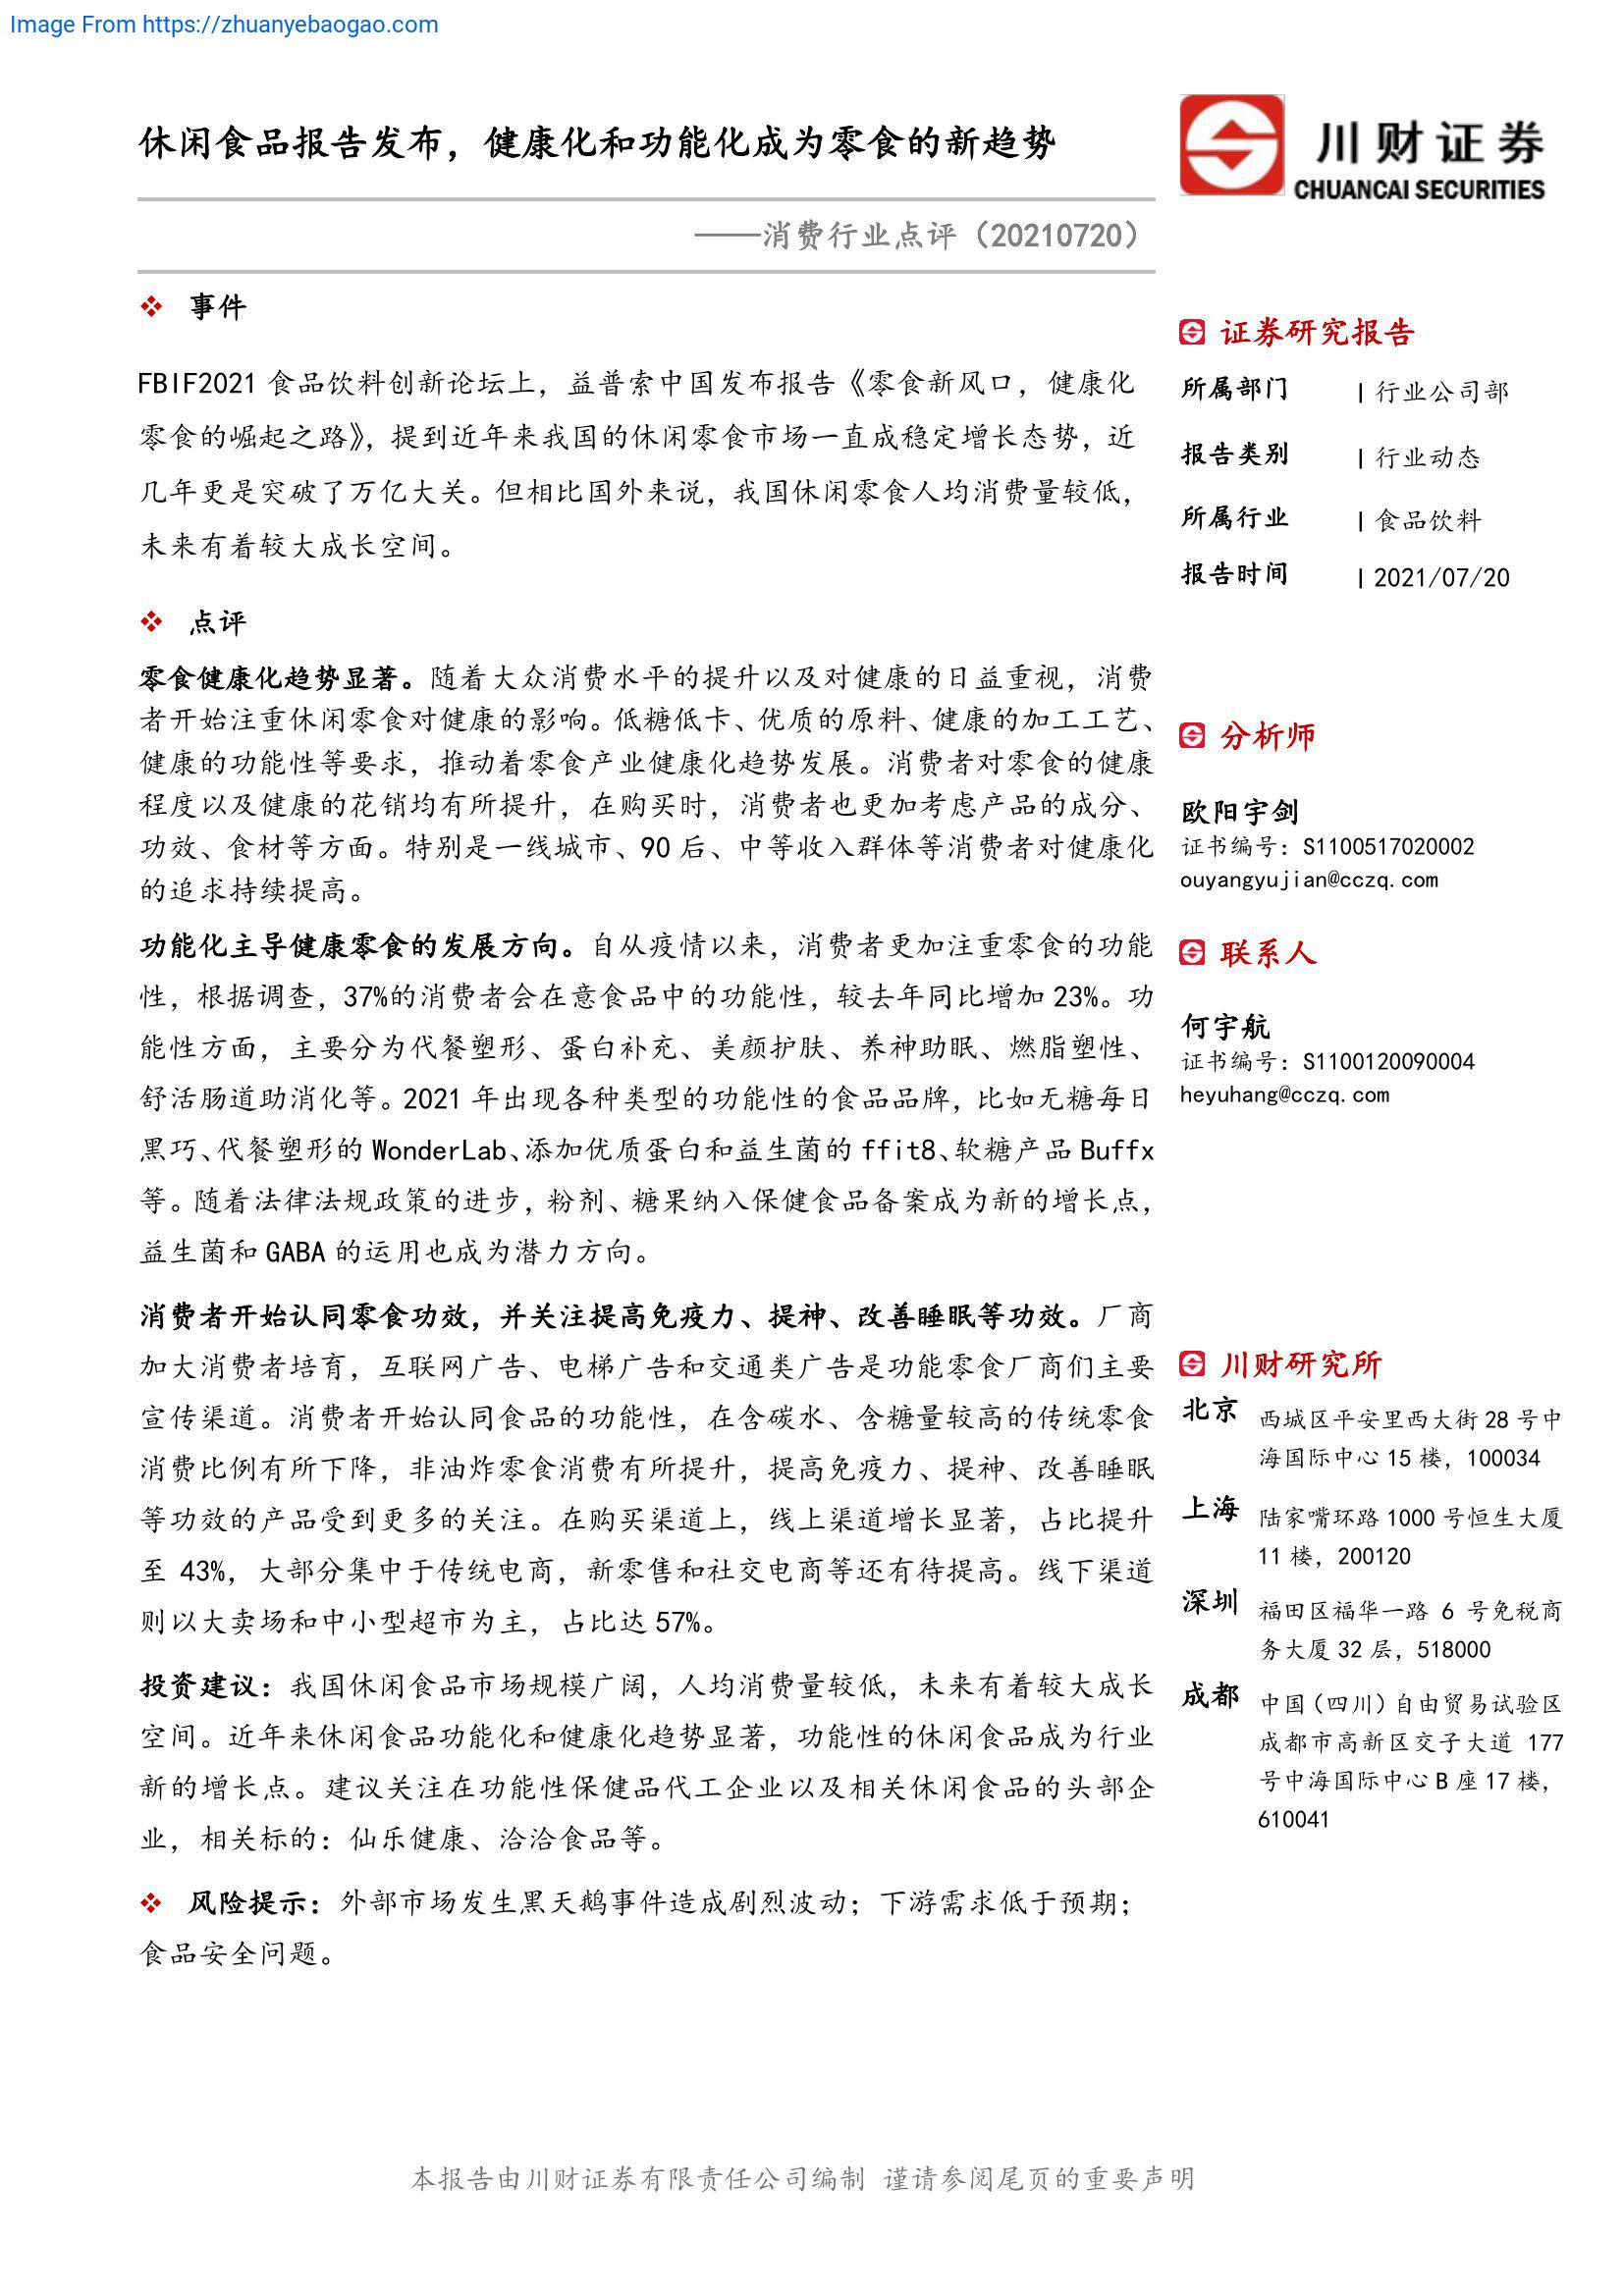 Image From https://zhuanyebaogao.com
休闲食品报告发布，健康化和功能化成为零食的新趋势
——消费行业点评（20210720）
川财证券
CHUANCAI SECURITIES
❖ 事件
FBIF2021 食品饮料创新论坛上，益普索中国发布报告《零食新风口，健康化
零食的崛起之路》，提到近年来我国的休闲零食市场一直成稳定增长态势，近
几年更是突破了万亿大关。但相比国外来说，我国休闲零食人均消费量较低，
未来有着较大成长空间。
❖ 点评
零食健康化趋势显著。随着大众消费水平的提升以及对健康的日益重视，消费
者开始注重休闲零食对健康的影响。低糖低卡、优质的原料、健康的加工工艺、
健康的功能性等要求，推动着零食产业健康化趋势发展。消费者对零食的健康
程度以及健康的花销均有所提升，在购买时，消费者也更加考虑产品的成分、
功效、食材等方面。特别是一线城市、90 后、中等收入群体等消费者对健康化
的追求持续提高。
功能化主导健康零食的发展方向。自从疫情以来，消费者更加注重零食的功能
性，根据调查，37%的消费者会在意食品中的功能性，较去年同比增加 23%。功
能性方面，主要分为代餐塑形、蛋白补充、美颜护肤、养神助眠、燃脂塑性、
舒活肠道助消化等。2021 年出现各种类型的功能性的食品品牌，比如无糖每日
黑巧、代餐塑形的 WonderLab、添加优质蛋白和益生菌的 ffit8、软糖产品 Buffx
等。随着法律法规政策的进步，粉剂、糖果纳入保健食品备案成为新的增长点，
益生菌和 GABA 的运用也成为潜力方向。
消费者开始认同零食功效，并关注提高免疫力、提神、改善睡眠等功效。厂商
加大消费者培育，互联网广告、电梯广告和交通类广告是功能零食厂商们主要
宣传渠道。消费者开始认同食品的功能性，在含碳水、含糖量较高的传统零食
消费比例有所下降，非油炸零食消费有所提升，提高免疫力、提神、改善睡眠
等功效的产品受到更多的关注。在购买渠道上，线上渠道增长显著，占比提升
至 43%，大部分集中于传统电商，新零售和社交电商等还有待提高。线下渠道
则以大卖场和中小型超市为主，占比达 57%。
投资建议：我国休闲食品市场规模广阔，人均消费量较低，未来有着较大成长
空间。近年来休闲食品功能化和健康化趋势显著，功能性的休闲食品成为行业
新的增长点。建议关注在功能性保健品代工企业以及相关休闲食品的头部企
业，相关标的：仙乐健康、洽洽食品等。
❖ 风险提示：外部市场发生黑天鹅事件造成剧烈波动；下游需求低于预期；
食品安全问题。
证券研究报告
所属部门 | 行业公司部
报告类别 | 行业动态
所属行业 | 食品饮料
报告时间 | 2021/07/20
分析师
欧阳宇剑
证书编号：S1100517020002
ouyangyujian@cczq.com
联系人
何宇航
证书编号：S1100120090004
heyuhang@cczq.com
川财研究所
北京 西城区平安里西大街 28 号中
海国际中心 15 楼，100034
上海 陆家嘴环路 1000 号恒生大厦
11 楼，200120
深圳 福田区福华一路 6 号免税商
务大厦 32 层，518000
成都 中国（四川）自由贸易试验区
成都市高新区交子大道 177
号中海国际中心 B 座 17 楼，
610041
本报告由川财证券有限责任公司编制 谨请参阅尾页的重要声明